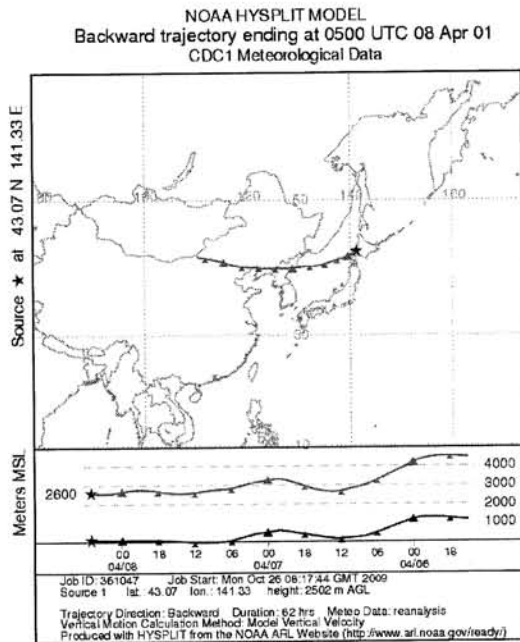 NOAA HYSPLIT MODEL
Backward trajectory ending at 0500 UTC 08 Apr 01
CDC1 Meteorological Data
Source ★ at 43.07 N 141.33 E
140
160
10
Meters MSL
2600
4000
3000
2000
1000
00 18 12 06 00 18 12 06 00 18
04/08 04/07 04/06
Job ID: 361047 Job Start: Mon Oct 26 06:17:44 GMT 2009
Source 1 lat.: 43.07 lon.: 141.33 height: 2502 m AGL
Trajectory Direction: Backward Duration: 62 hrs Meteo Data: reanalysis
Vertical Motion Calculation Method: Model Vertical Velocity
Produced with HYSPLIT from the NOAA ARL Website (http://www.arl.noaa.gov/ready/)